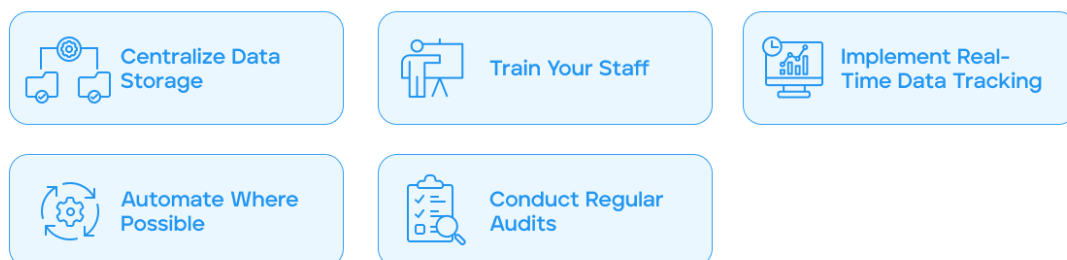 Centralize Data
Storage
Train Your Staff
Implement Real-
Time Data Tracking
Automate Where
Possible
Conduct Regular
Audits